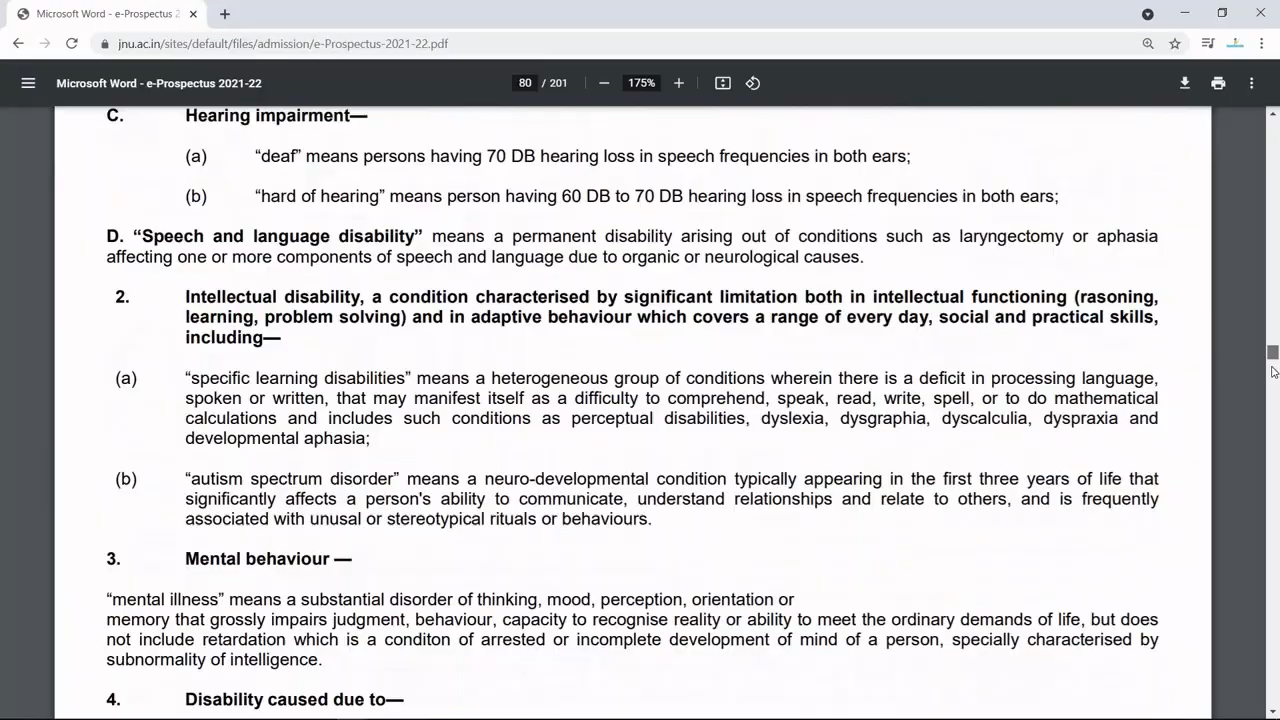 Microsoft Word - e-Prospectus 2
jnu.ac.in/sites/default/files/admission/e-Prospectus-2021-22.pdf
Microsoft Word - e-Prospectus 2021-22
80 / 201
175%
C. Hearing impairment—
(a) “deaf” means persons having 70 DB hearing loss in speech frequencies in both ears;
(b) “hard of hearing” means person having 60 DB to 70 DB hearing loss in speech frequencies in both ears;
D. “Speech and language disability” means a permanent disability arising out of conditions such as laryngectomy or aphasia
affecting one or more components of speech and language due to organic or neurological causes.
2. Intellectual disability, a condition characterised by significant limitation both in intellectual functioning (rasoning,
learning, problem solving) and in adaptive behaviour which covers a range of every day, social and practical skills,
including—
(a) “specific learning disabilities” means a heterogeneous group of conditions wherein there is a deficit in processing language,
spoken or written, that may manifest itself as a difficulty to comprehend, speak, read, write, spell, or to do mathematical
calculations and includes such conditions as perceptual disabilities, dyslexia, dysgraphia, dyscalculia, dyspraxia and
developmental aphasia;
(b) “autism spectrum disorder” means a neuro-developmental condition typically appearing in the first three years of life that
significantly affects a person's ability to communicate, understand relationships and relate to others, and is frequently
associated with unusal or stereotypical rituals or behaviours.
3. Mental behaviour —
“mental illness” means a substantial disorder of thinking, mood, perception, orientation or
memory that grossly impairs judgment, behaviour, capacity to recognise reality or ability to meet the ordinary demands of life, but does
not include retardation which is a conditon of arrested or incomplete development of mind of a person, specially characterised by
subnormality of intelligence.
4. Disability caused due to—